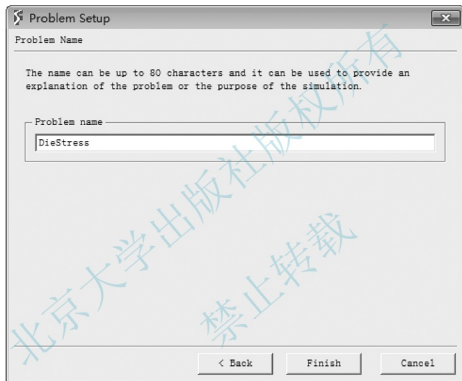 Problem Setup
Problem Name
The name can be up to 80 characters and it can be used to provide an
explanation of the problem or the purpose of the simulation.
Problem name
DieStress
< Back
Finish
Cancel
北京大学出版社版权所有
禁止转载